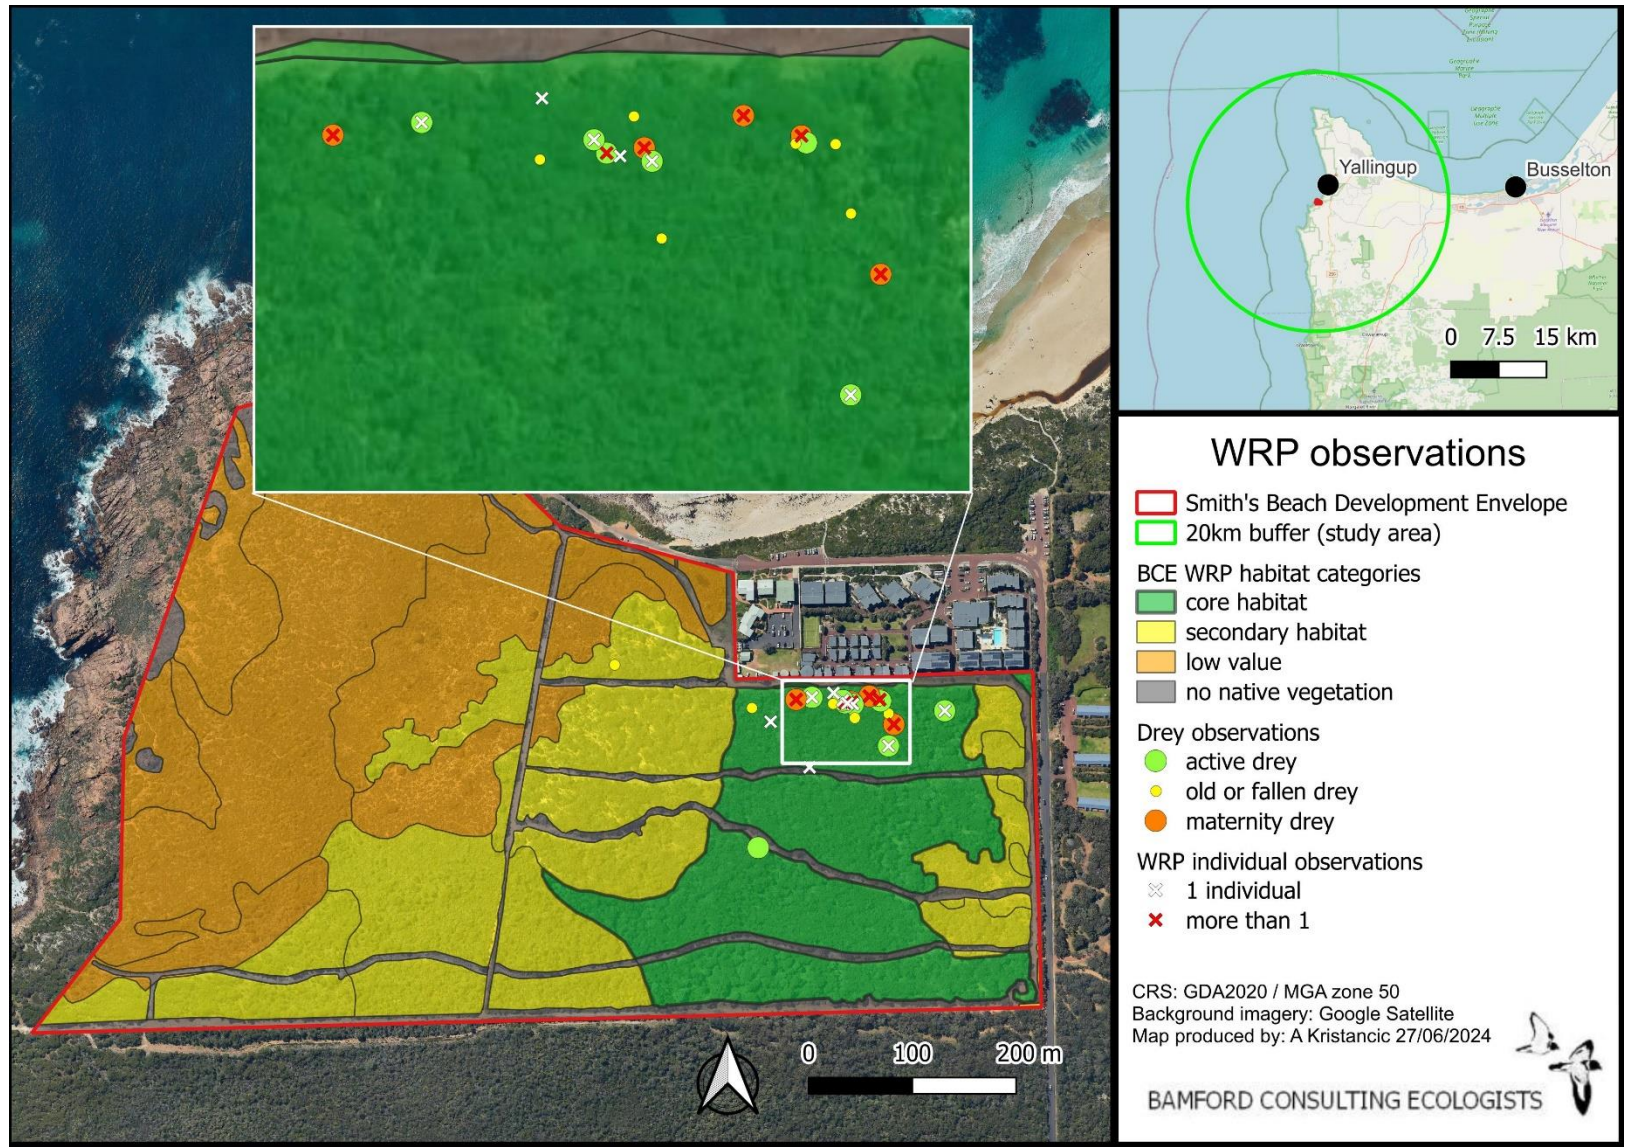 Yallingup
Busselton
0 7.5 15 km
WRP observations
Smith's Beach Development Envelope
20km buffer (study area)
BCE WRP habitat categories
core habitat
secondary habitat
low value
no native vegetation
Drey observations
active drey
old or fallen drey
maternity drey
WRP individual observations
1 individual
more than 1
CRS: GDA2020 / MGA zone 50
Background imagery: Google Satellite
Map produced by: A Kristancic 27/06/2024
BAMFORD CONSULTING ECOLOGISTS
0 100 200 m